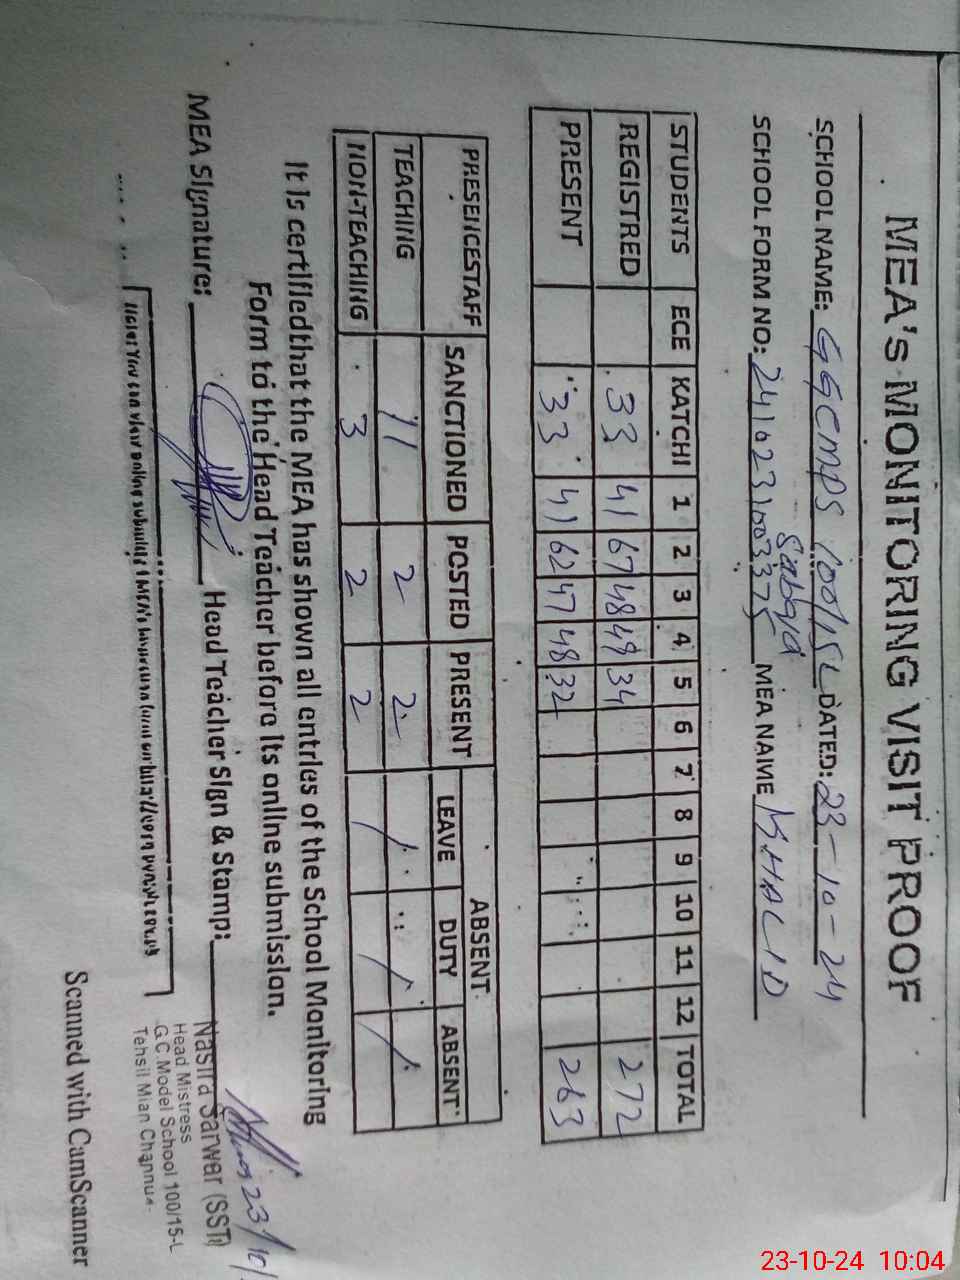 MEA's MONITORING VISIT PROOF
SCHOOL NAME: GGCMPS 100/15L DATED: 23-10-24
SCHOOL FORM NO: MEA NAME KHALID
STUDENTS ECE KATCHI 1 2 3 4 5 6 7 8 9 10 11 12 TOTAL
REGISTRED 33 41 67 48 49 34 272
PRESENT 33 41 62 47 48 32 263
PRESENCESTAFF SANCTIONED POSTED PRESENT ABSENT
LEAVE DUTY ABSENT
TEACHING 11 2 2
NON-TEACHING 3 2 2
It is certifiedthat the MEA has shown all entries of the School Monitoring
Form to the Head Teacher before its online submission.
MEA Signature: Head Teacher Sign & Stamp:
23/10/
Nasira Sarwar (SST)
Head Mistress
G.C.Model School 100/15-L
Tehsil Mian Channu.
Scanned with CamScanner
23-10-24 10:04